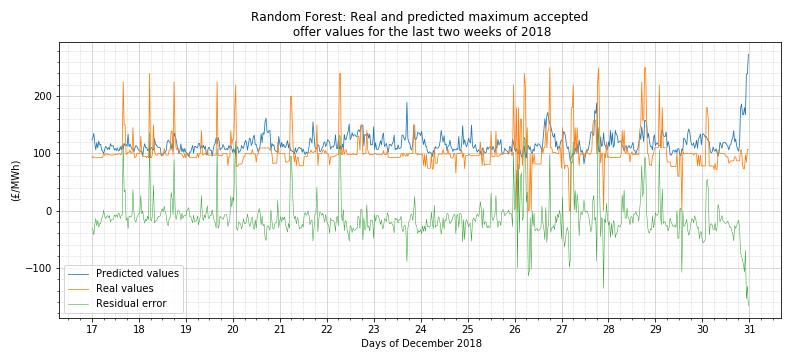 Random Forest: Real and predicted maximum accepted
offer values for the last two weeks of 2018
(£/MWh)
200
100
0
−100
Predicted values
Real values
Residual error
17 18 19 20 21 22 23 24 25 26 27 28 29 30 31
Days of December 2018